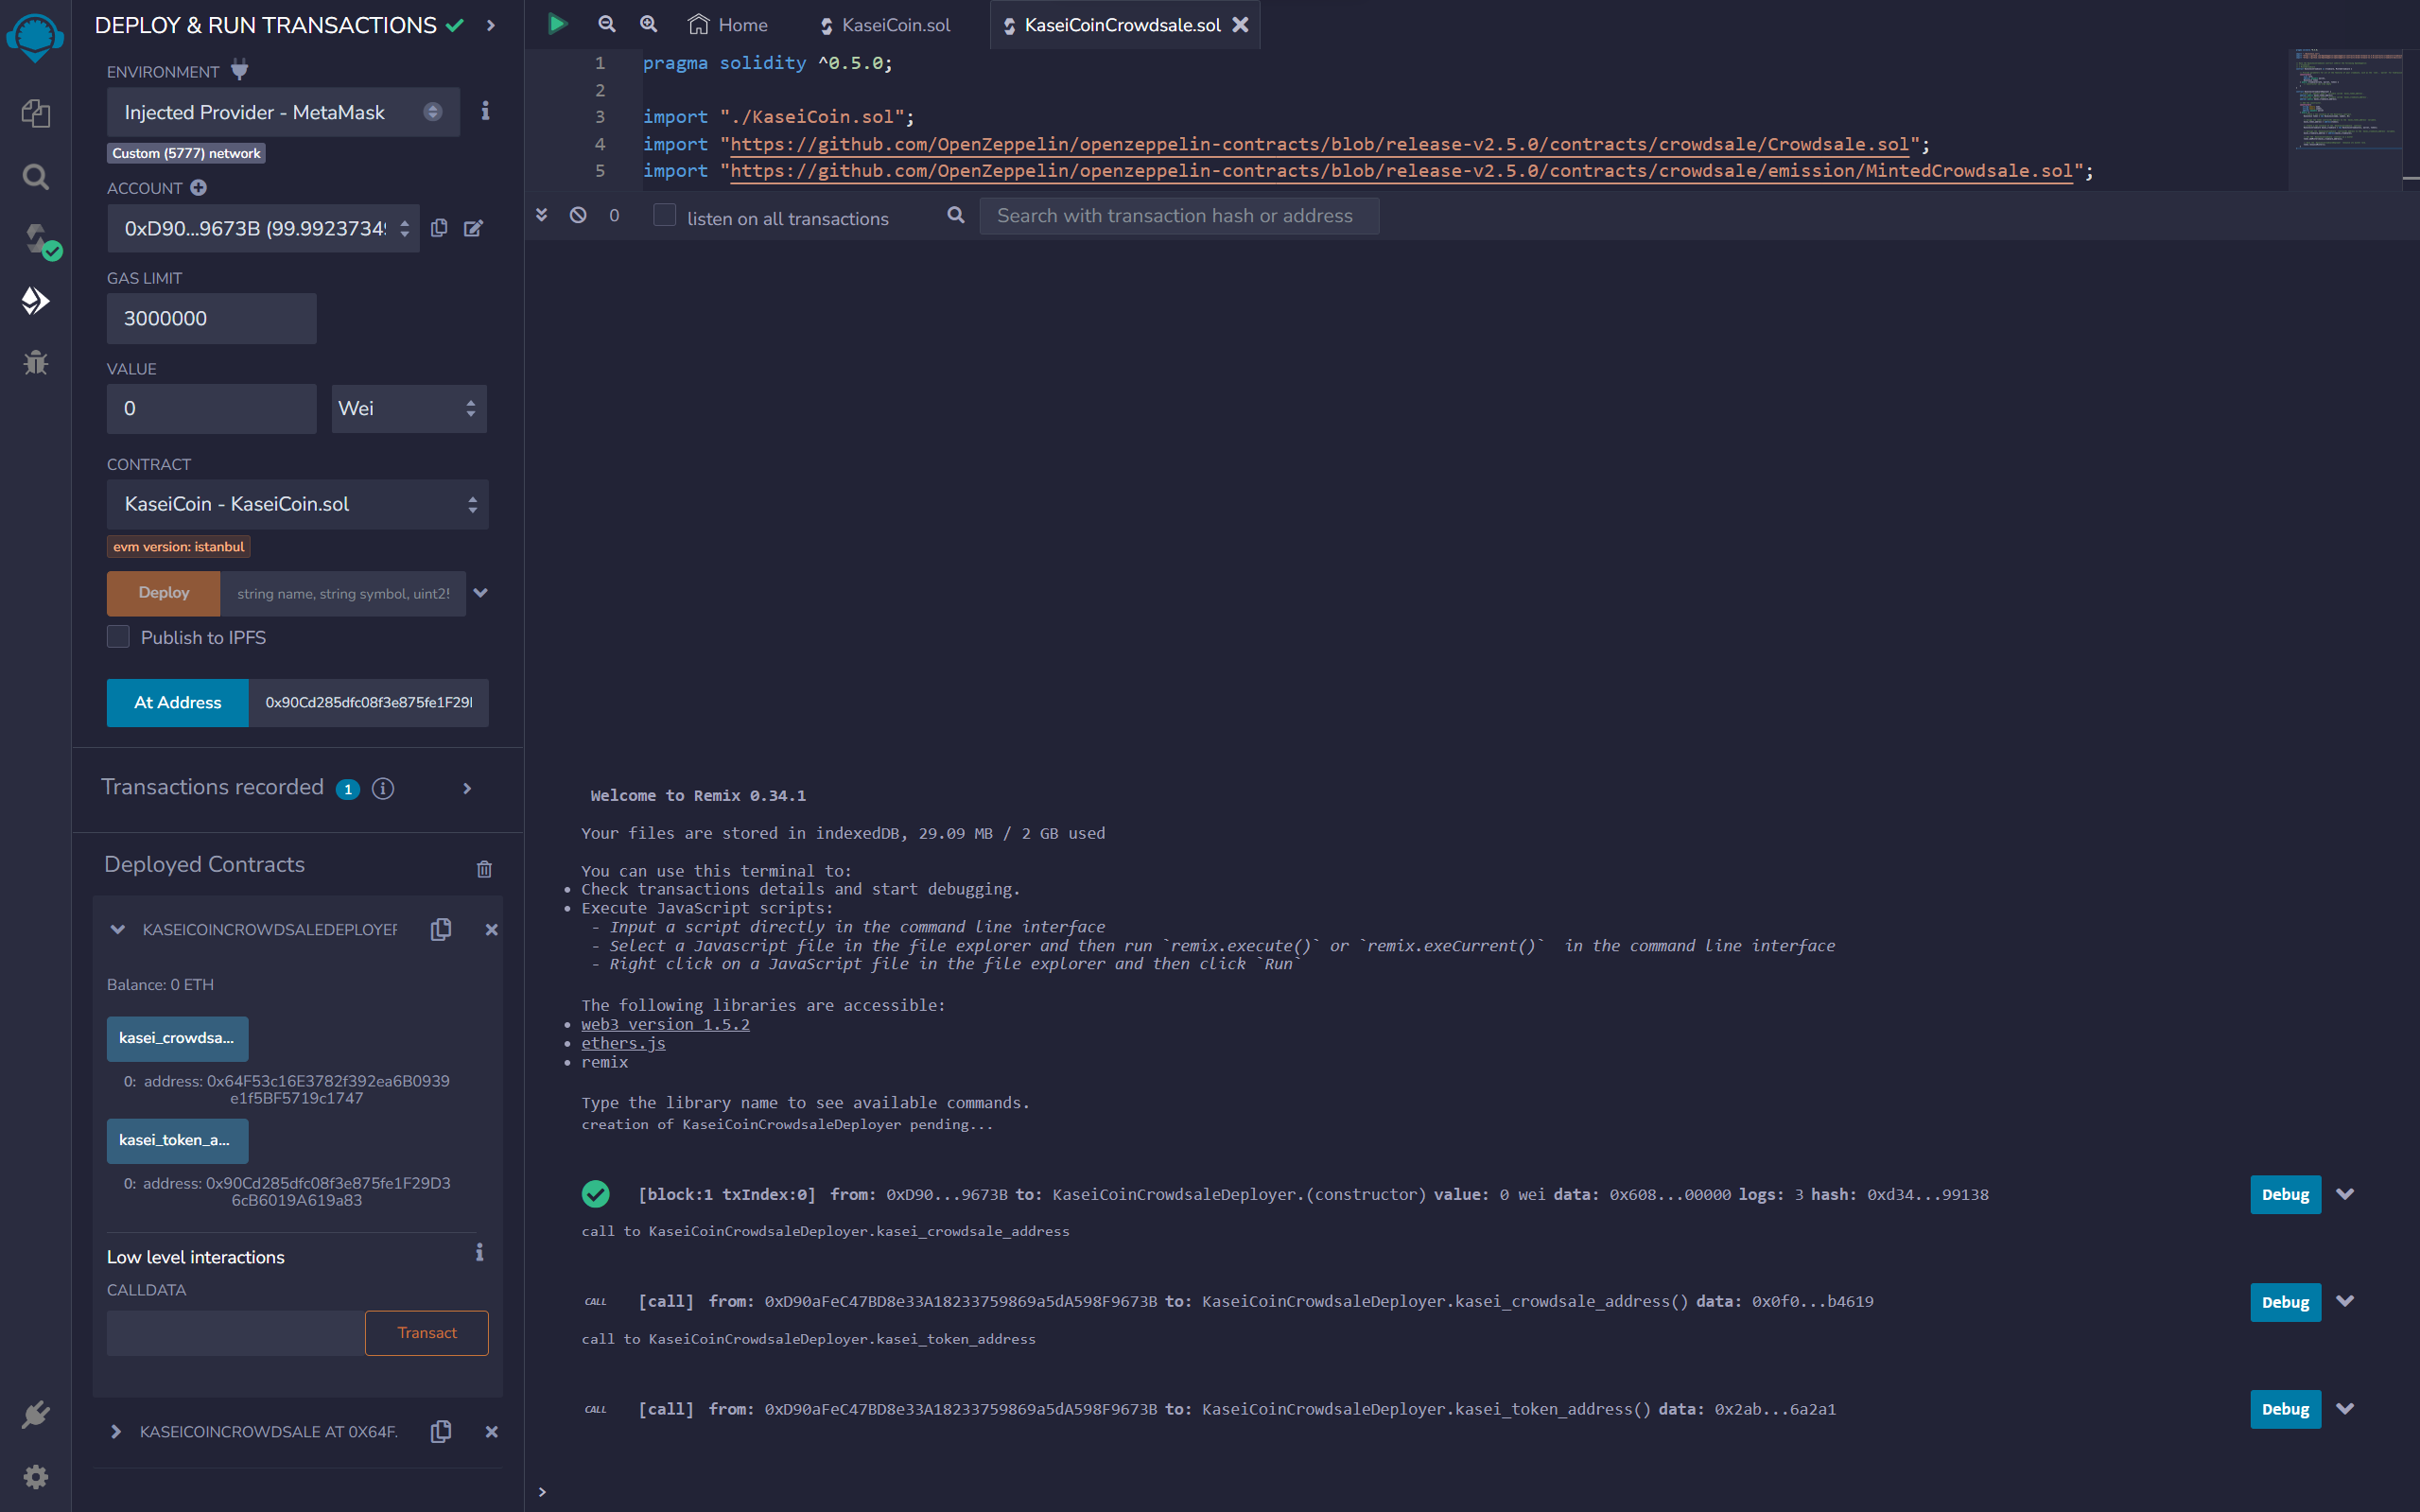 DEPLOY & RUN TRANSACTIONS
ENVIRONMENT
Injected Provider - MetaMask
Custom (5777) network
ACCOUNT
0xD90...9673B (99.9923734
GAS LIMIT
3000000
VALUE
0
Wei
CONTRACT
KaseiCoin - KaseiCoin.sol
evm version: istanbul
Deploy
string name, string symbol, uint2
Publish to IPFS
At Address
0x90Cd285dfc08f3e875fe1F29
Transactions recorded 1
Deployed Contracts
KASEICOINCROWDSALEDEPLOYER
Balance: 0 ETH
kasei_crowdsa...
0: address: 0x64F53c16E3782f392ea6B0939
e1f5BF5719c1747
kasei_token_a...
0: address: 0x90Cd285dfc08f3e875fe1F29D3
6cB6019A619a83
Low level interactions
CALLDATA
Transact
KASEICOINCROWDSALE AT 0X64F.
Home
KaseiCoin.sol
KaseiCoinCrowdsale.sol
1 pragma solidity ^0.5.0;
2
3 import "./KaseiCoin.sol";
4 import "https://github.com/OpenZeppelin/openzeppelin-contracts/blob/release-v2.5.0/contracts/crowdsale/Crowdsale.sol";
5 import "https://github.com/OpenZeppelin/openzeppelin-contracts/blob/release-v2.5.0/contracts/crowdsale/emission/MintedCrowdsale.sol";
0
listen on all transactions
Search with transaction hash or address
Welcome to Remix 0.34.1
Your files are stored in indexedDB, 29.09 MB / 2 GB used
You can use this terminal to:
• Check transactions details and start debugging.
• Execute JavaScript scripts:
- Input a script directly in the command line interface
- Select a Javascript file in the file explorer and then run `remix.execute()` or `remix.exeCurrent()` in the command line interface
- Right click on a JavaScript file in the file explorer and then click `Run`
The following libraries are accessible:
• web3 version 1.5.2
• ethers.js
• remix
Type the library name to see available commands.
creation of KaseiCoinCrowdsaleDeployer pending...
[block:1 txIndex:0] from: 0xD90...9673B to: KaseiCoinCrowdsaleDeployer.(constructor) value: 0 wei data: 0x608...00000 logs: 3 hash: 0xd34...99138
Debug
call to KaseiCoinCrowdsaleDeployer.kasei_crowdsale_address
CALL [call] from: 0xD90aFeC47BD8e33A18233759869a5dA598F9673B to: KaseiCoinCrowdsaleDeployer.kasei_crowdsale_address() data: 0x0f0...b4619
Debug
call to KaseiCoinCrowdsaleDeployer.kasei_token_address
CALL [call] from: 0xD90aFeC47BD8e33A18233759869a5dA598F9673B to: KaseiCoinCrowdsaleDeployer.kasei_token_address() data: 0x2ab...6a2a1
Debug
>